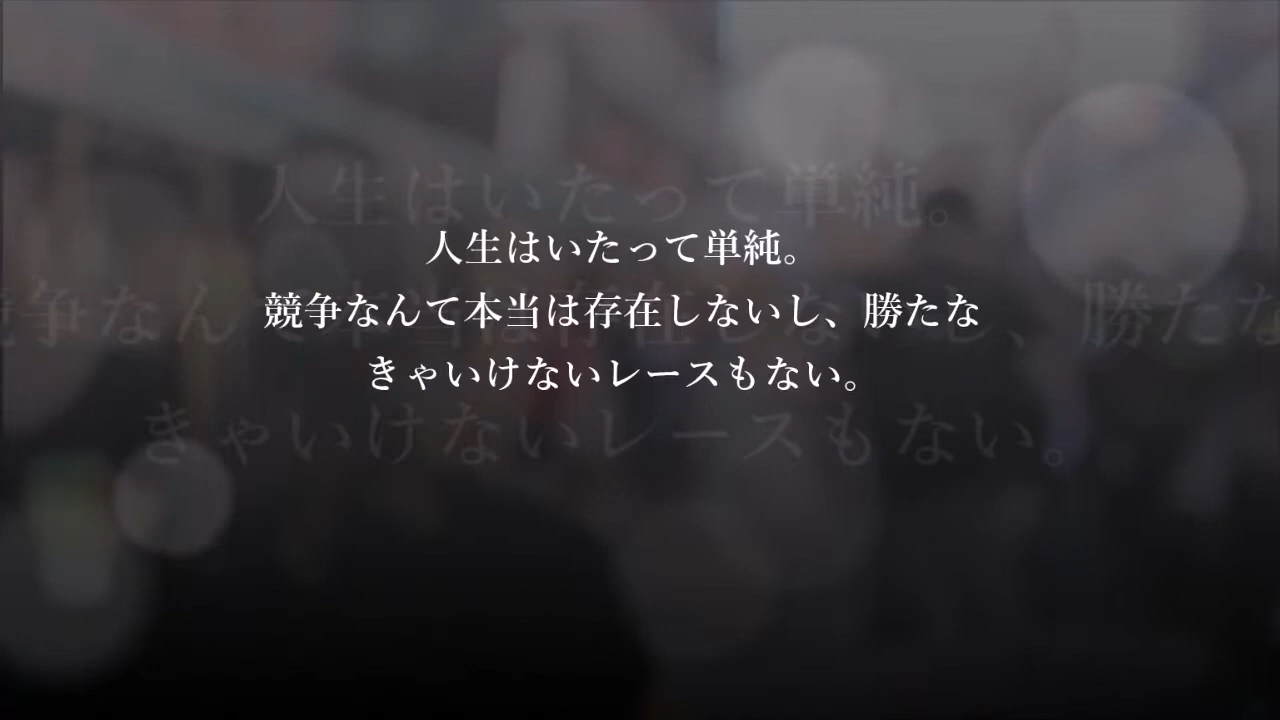 人生はいたって単純。
競争なんて本当は存在しないし、勝たな
きゃいけないレースもない。